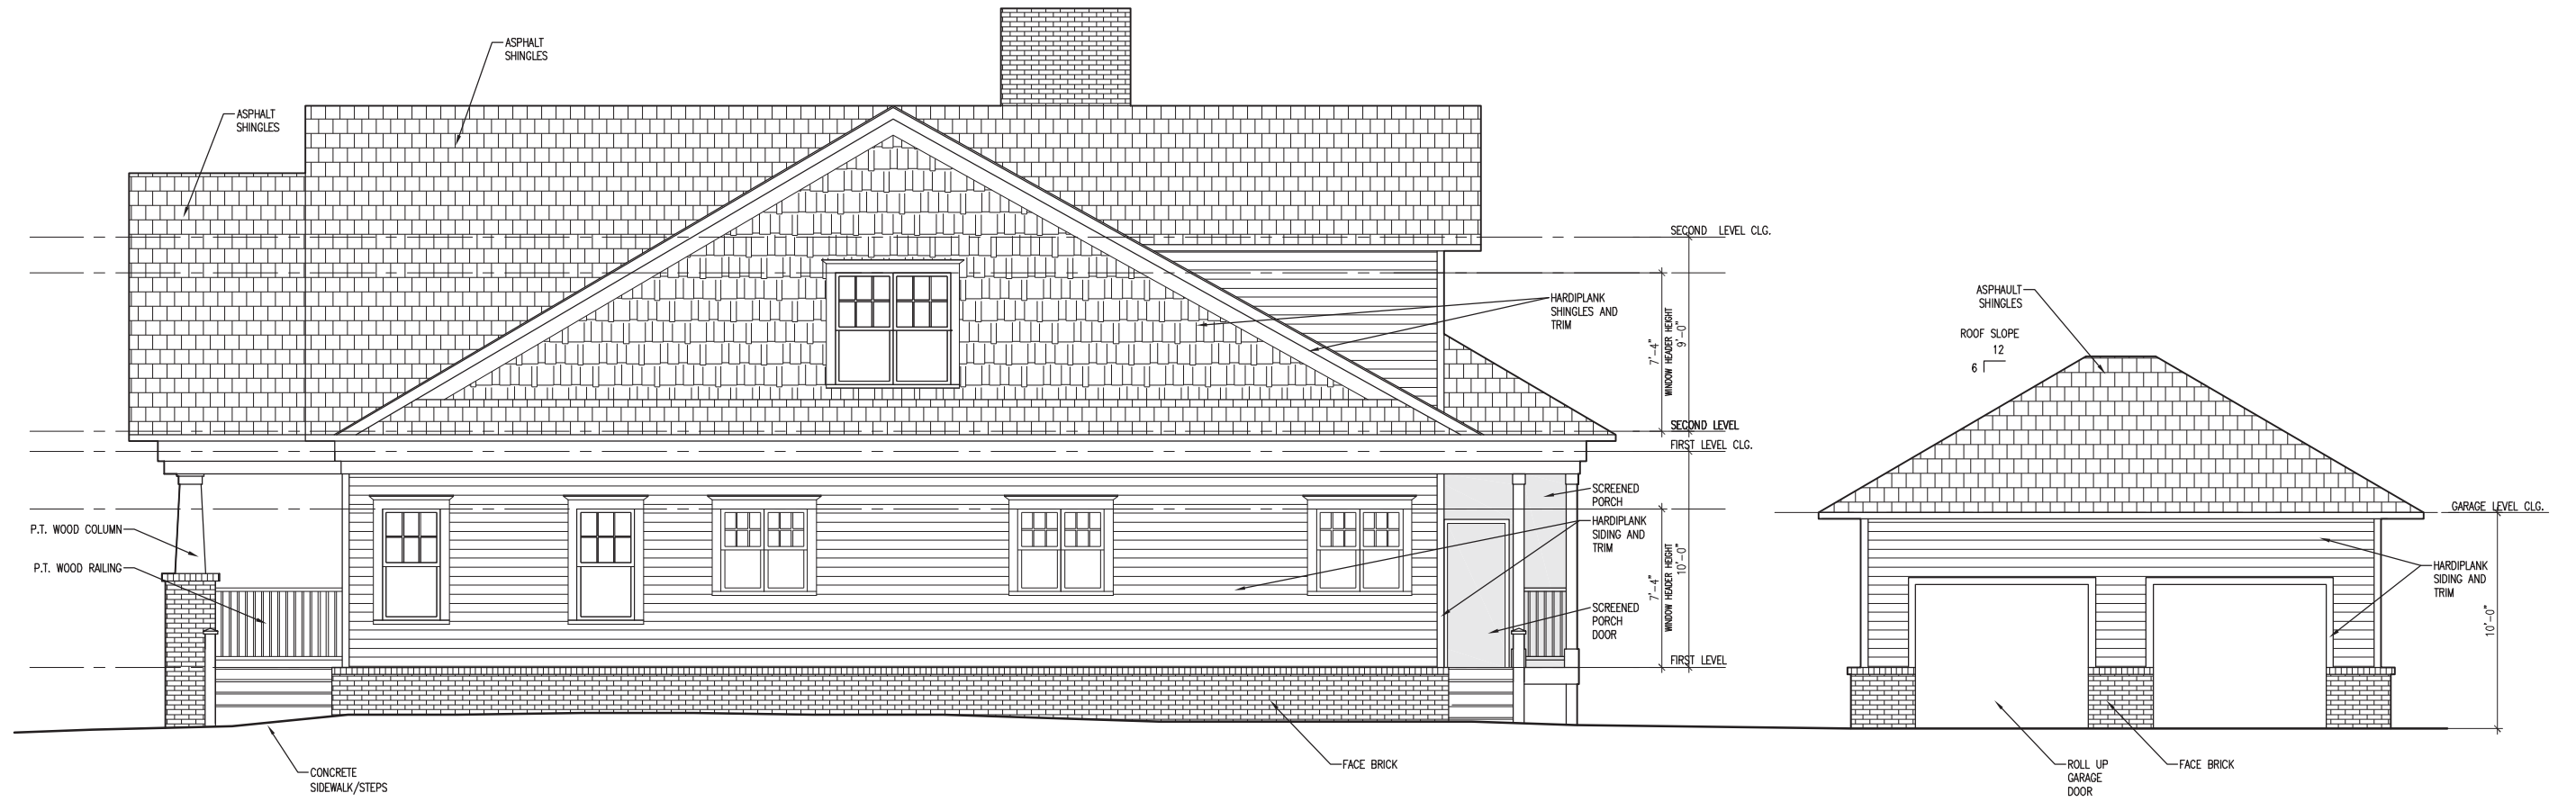 ASPHALT
SHINGLES
ASPHALT
SHINGLES
SECOND LEVEL CLG.
HARDIPLANK
SHINGLES AND
TRIM
7'-4"
WINDOW HEADER HEIGHT
9'-0"
SECOND LEVEL
FIRST LEVEL CLG.
SCREENED
PORCH
HARDIPLANK
SIDING AND
TRIM
7'-4"
WINDOW HEADER HEIGHT
10'-0"
SCREENED
PORCH
DOOR
FIRST LEVEL
P.T. WOOD COLUMN
P.T. WOOD RAILING
CONCRETE
SIDEWALK/STEPS
FACE BRICK
ASPHAULT
SHINGLES
ROOF SLOPE
12
6
GARAGE LEVEL CLG.
HARDIPLANK
SIDING AND
TRIM
10'-0"
ROLL UP
GARAGE
DOOR
FACE BRICK